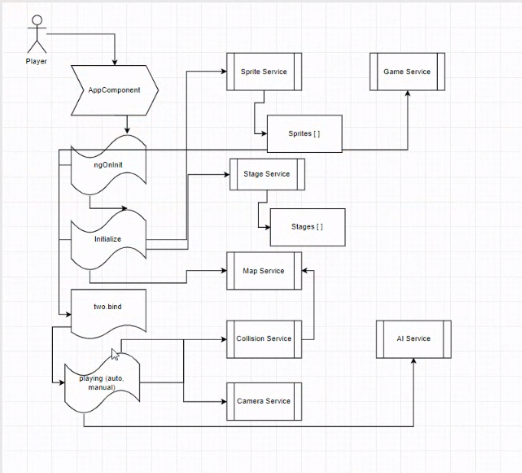 Player
AppComponent
Sprite Service
Game Service
Sprites [ ]
ngOnInit
Stage Service
Stages [ ]
Initialize
Map Service
two.bind
Collision Service
AI Service
playing (auto,
manual)
Camera Service